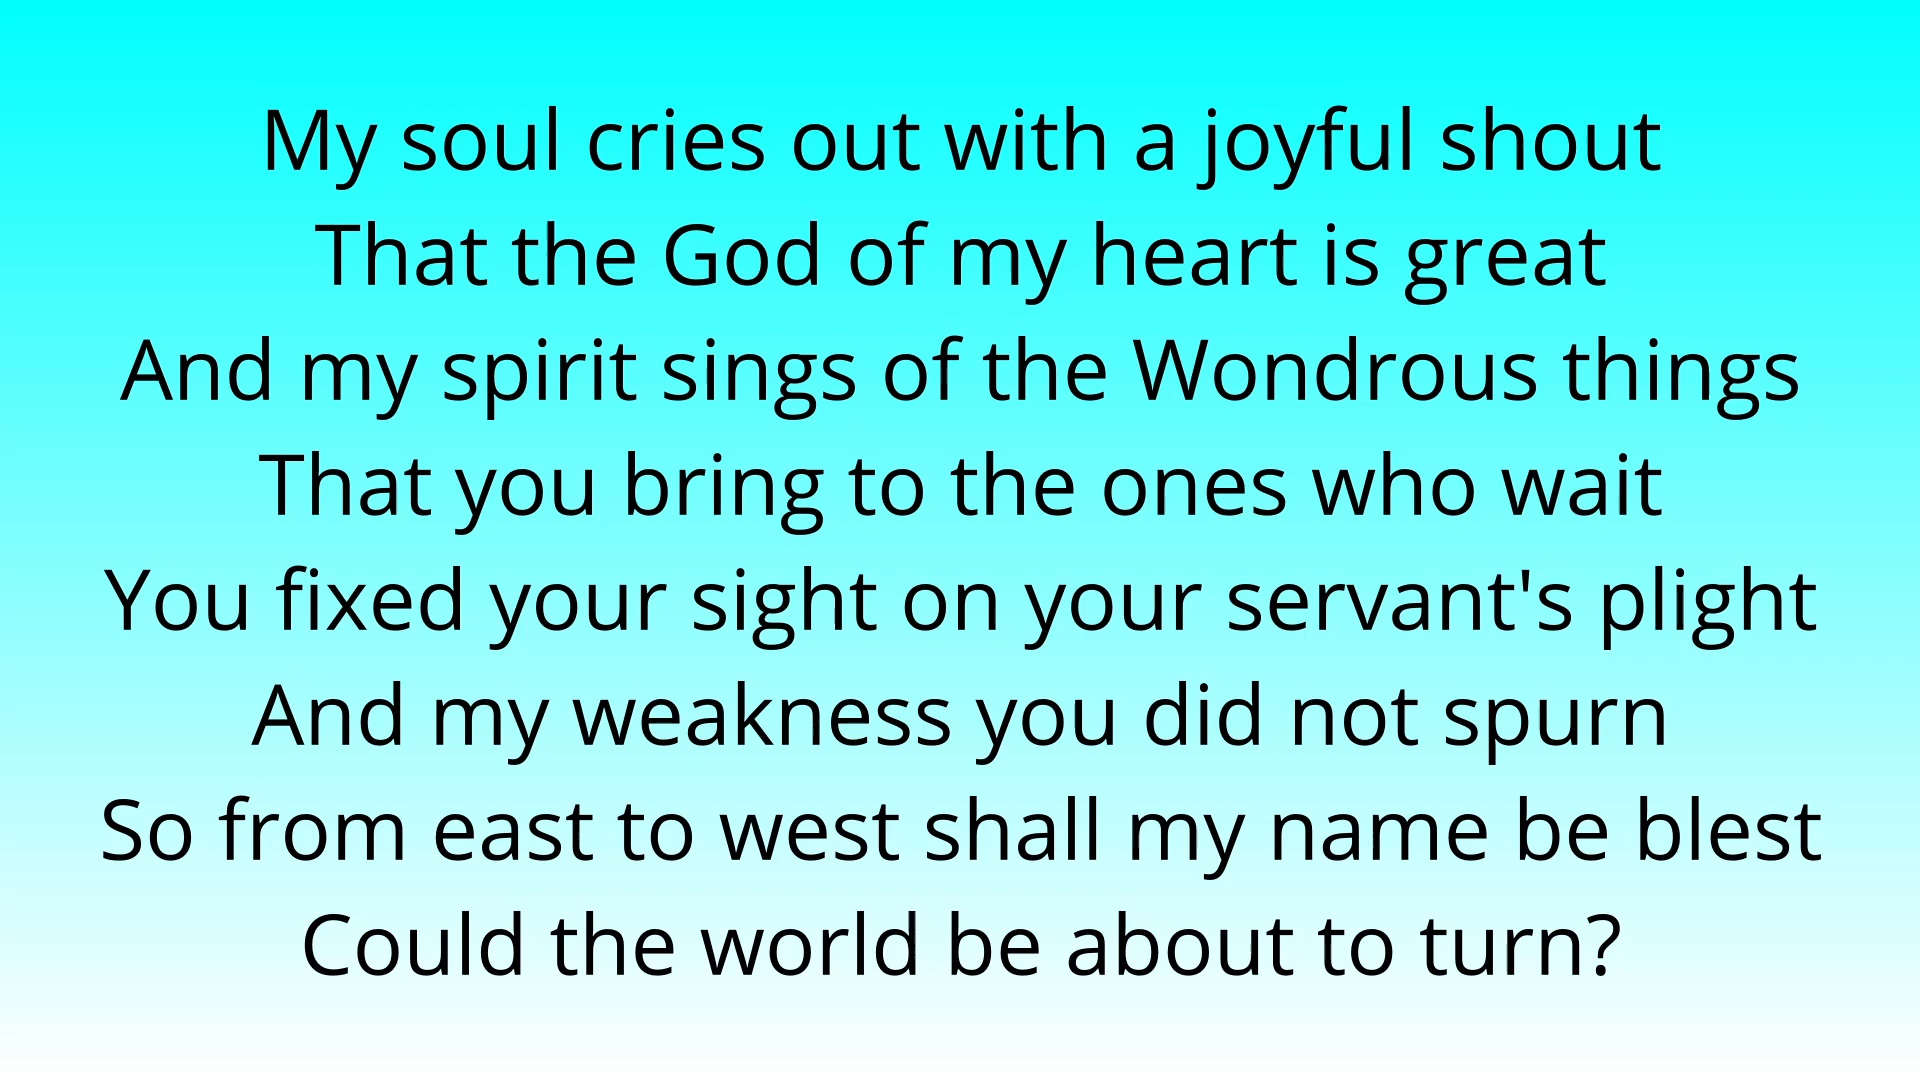 My soul cries out with a joyful shout
That the God of my heart is great
And my spirit sings of the Wondrous things
That you bring to the ones who wait
You fixed your sight on your servant's plight
And my weakness you did not spurn
So from east to west shall my name be blest
Could the world be about to turn?